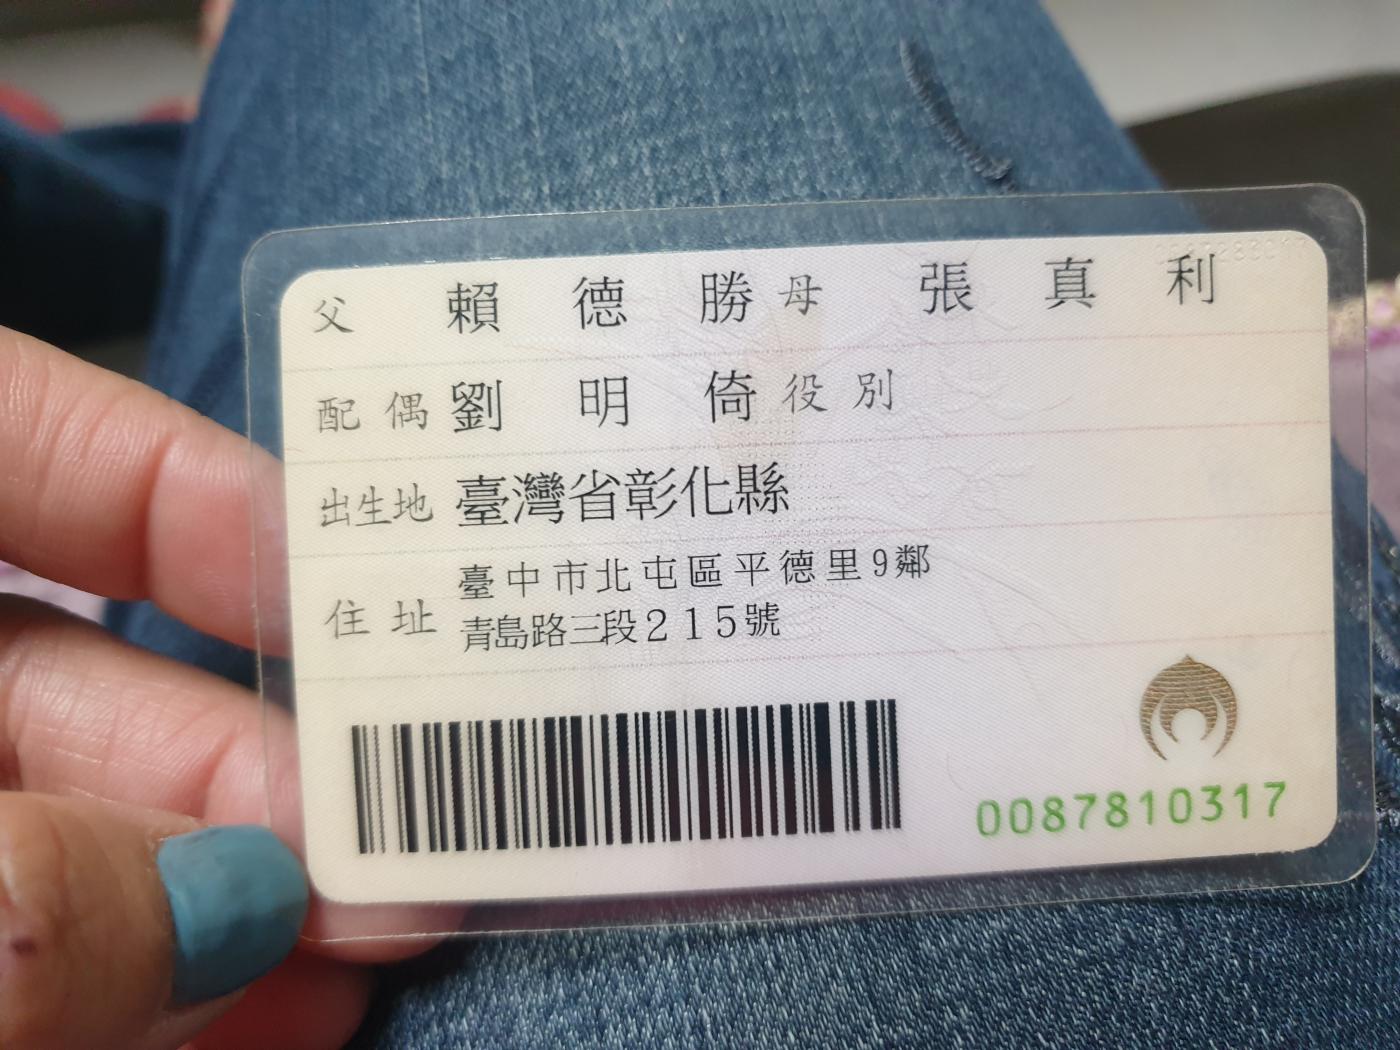 父 賴德勝 母 張真利
配偶 劉明倚 役別
出生地 臺灣省彰化縣
住址 臺中市北屯區平德里9鄰
青島路三段215號
0087810317